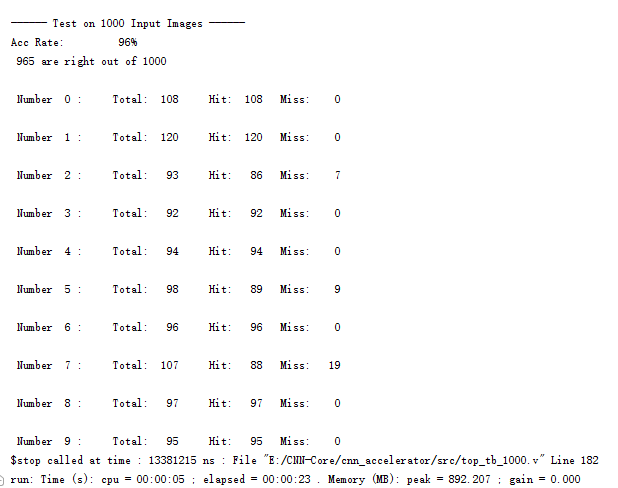 —— Test on 1000 Input Images ——
Acc Rate: 96%
965 are right out of 1000
Number 0 : Total: 108 Hit: 108 Miss: 0
Number 1 : Total: 120 Hit: 120 Miss: 0
Number 2 : Total: 93 Hit: 86 Miss: 7
Number 3 : Total: 92 Hit: 92 Miss: 0
Number 4 : Total: 94 Hit: 94 Miss: 0
Number 5 : Total: 98 Hit: 89 Miss: 9
Number 6 : Total: 96 Hit: 96 Miss: 0
Number 7 : Total: 107 Hit: 88 Miss: 19
Number 8 : Total: 97 Hit: 97 Miss: 0
Number 9 : Total: 95 Hit: 95 Miss: 0
$stop called at time : 13381215 ns : File "E:/CNN-Core/cnn_accelerator/src/top_tb_1000.v" Line 182
run: Time (s): cpu = 00:00:05 ; elapsed = 00:00:23 . Memory (MB): peak = 892.207 ; gain = 0.000